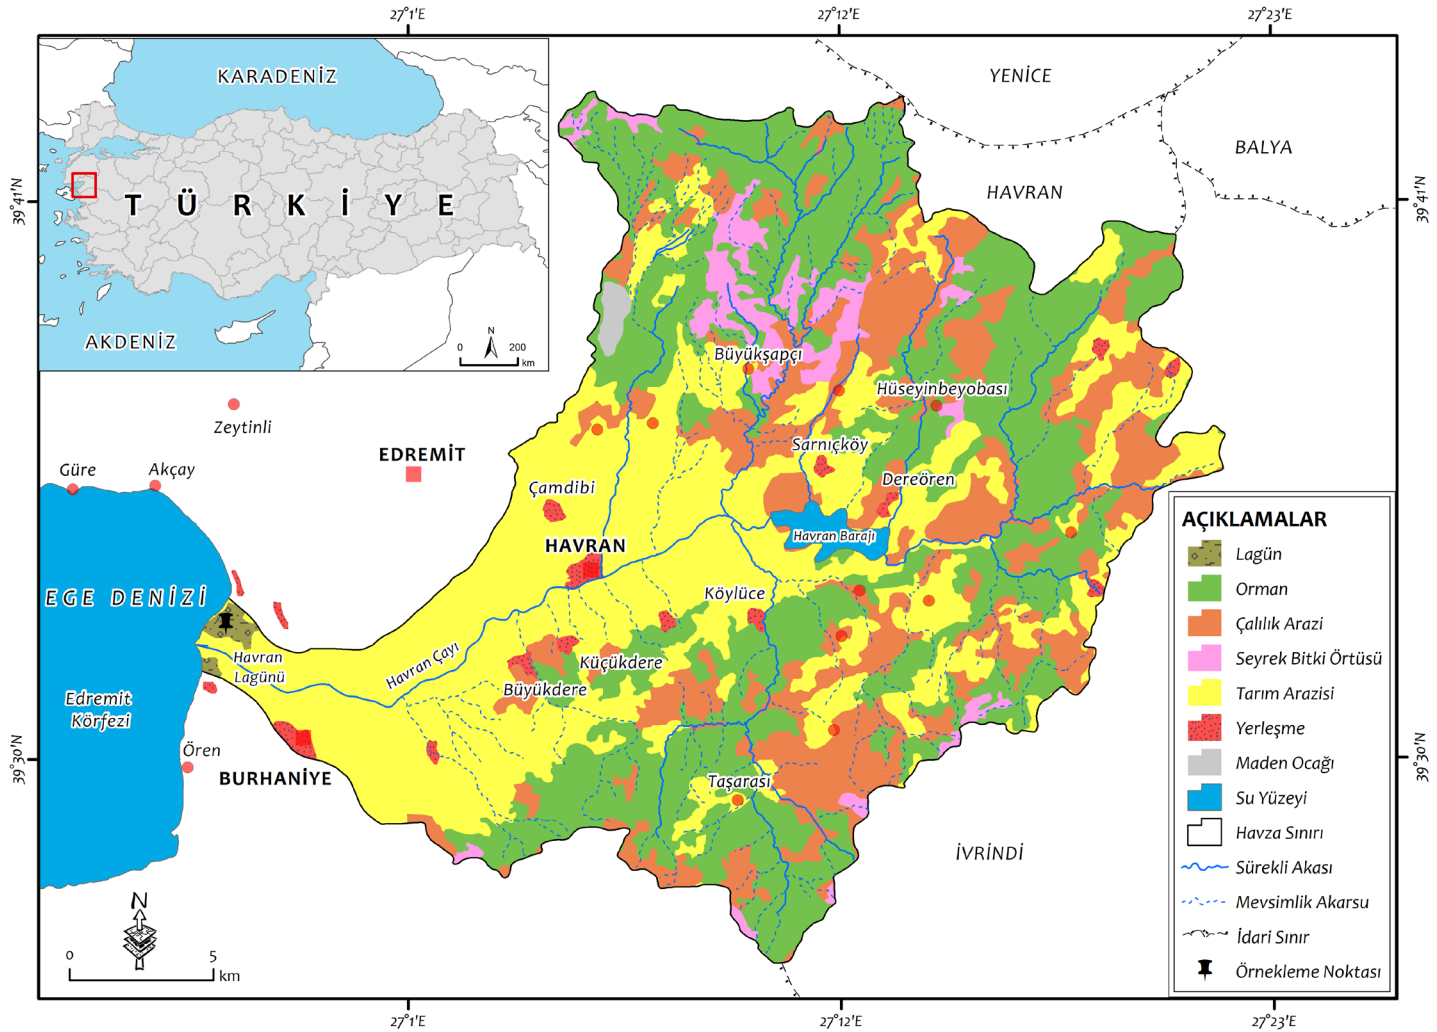 27°1'E
27°12'E
27°23'E
KARADENİZ
YENİCE
BALYA
HAVRAN
39°41'N
39°41'N
TÜRKİYE
AKDENİZ
N
0 200
km
Büyükşapçı
Hüseyinbeyobası
Zeytinli
EDREMİT
Sarnıçköy
Güre
Akçay
Dereören
Çamdibi
Havran Barajı
HAVRAN
EGE DENİZİ
Köylüce
Havran Çayı
Havran
Lagünü
Küçükdere
Büyükdere
Edremit
Körfezi
Ören
BURHANİYE
Taşarası
39°30'N
39°30'N
İVRİNDİ
N
0 5
km
AÇIKLAMALAR
Lagün
Orman
Çalılık Arazi
Seyrek Bitki Örtüsü
Tarım Arazisi
Yerleşme
Maden Ocağı
Su Yüzeyi
Havza Sınırı
Sürekli Akası
Mevsimlik Akarsu
İdari Sınır
Örnekleme Noktası
27°1'E
27°12'E
27°23'E